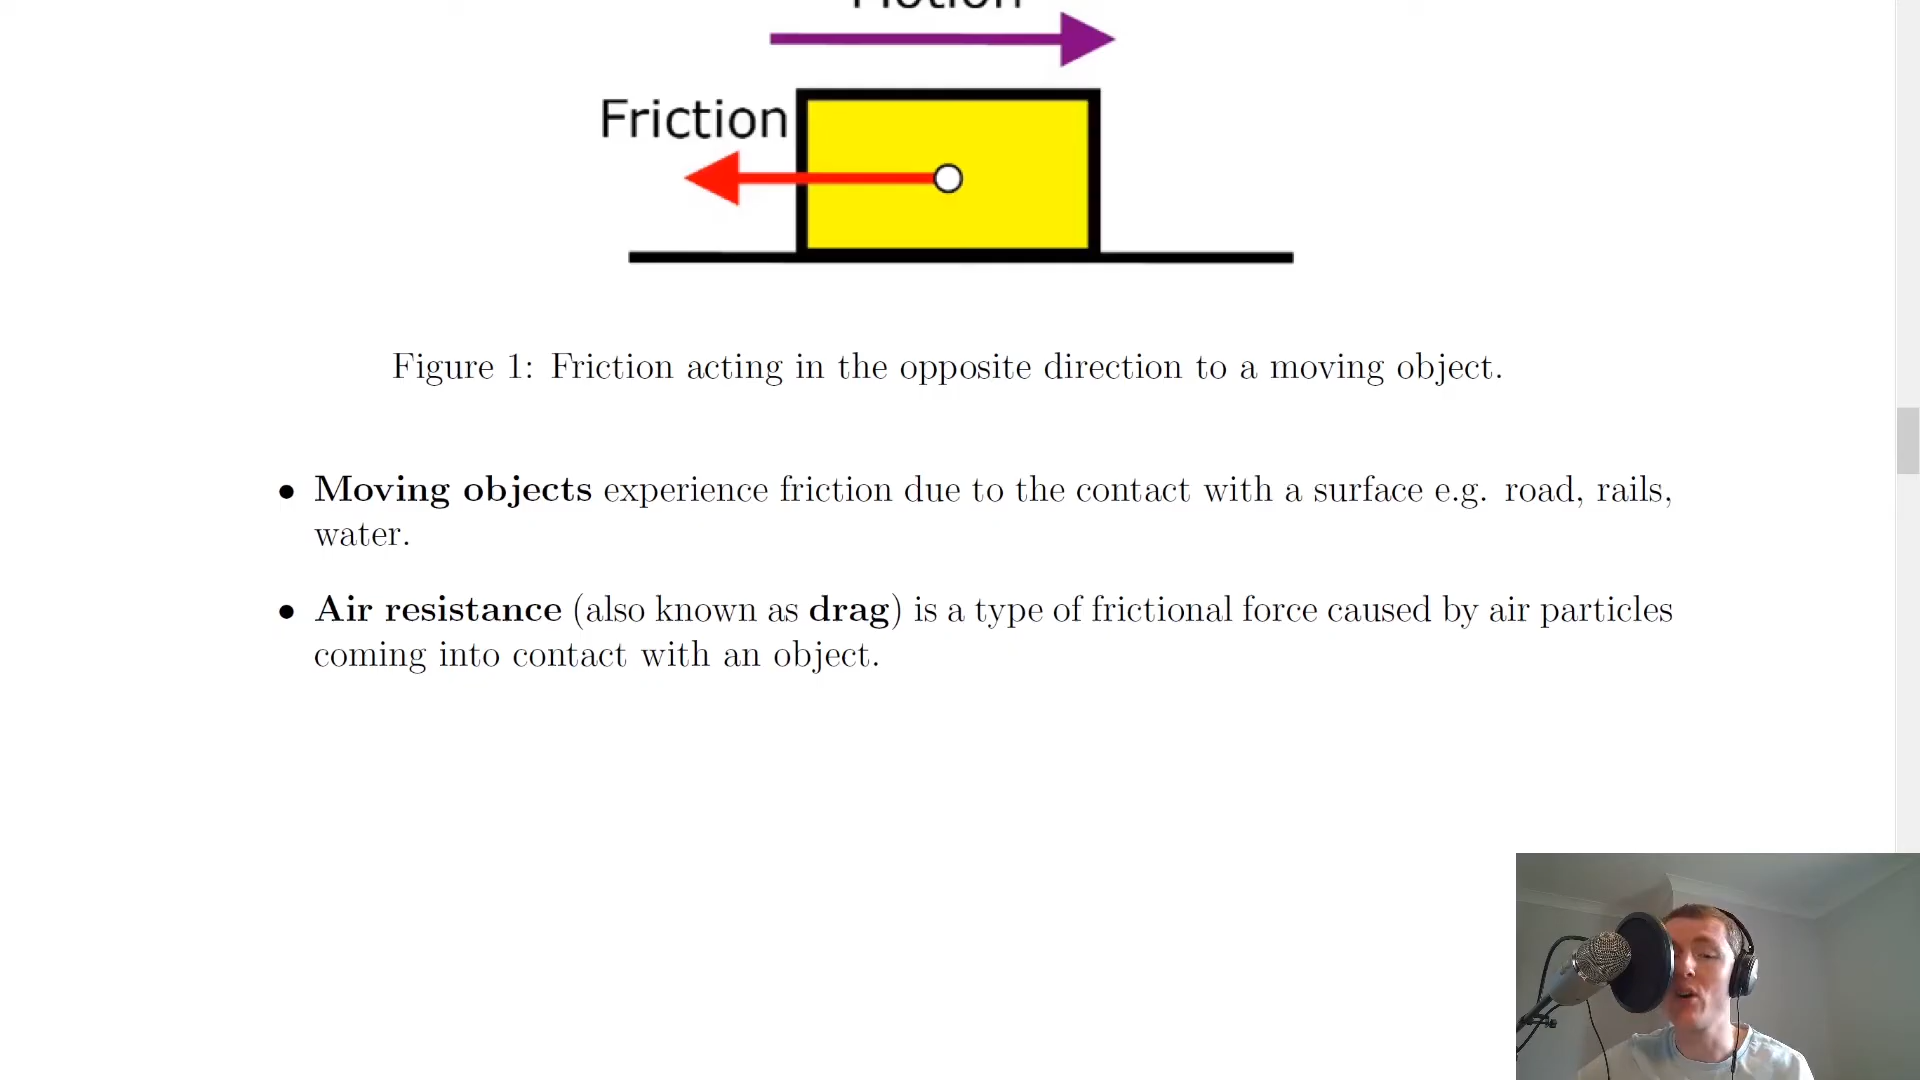 Motion
Friction
Figure 1: Friction acting in the opposite direction to a moving object.
• Moving objects experience friction due to the contact with a surface e.g. road, rails,
water.
• Air resistance (also known as drag) is a type of frictional force caused by air particles
coming into contact with an object.